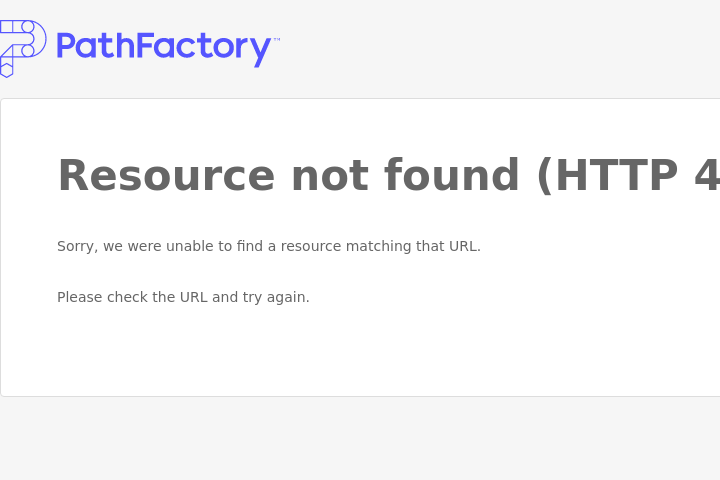 PathFactory™
Resource not found (HTTP 4
Sorry, we were unable to find a resource matching that URL.
Please check the URL and try again.